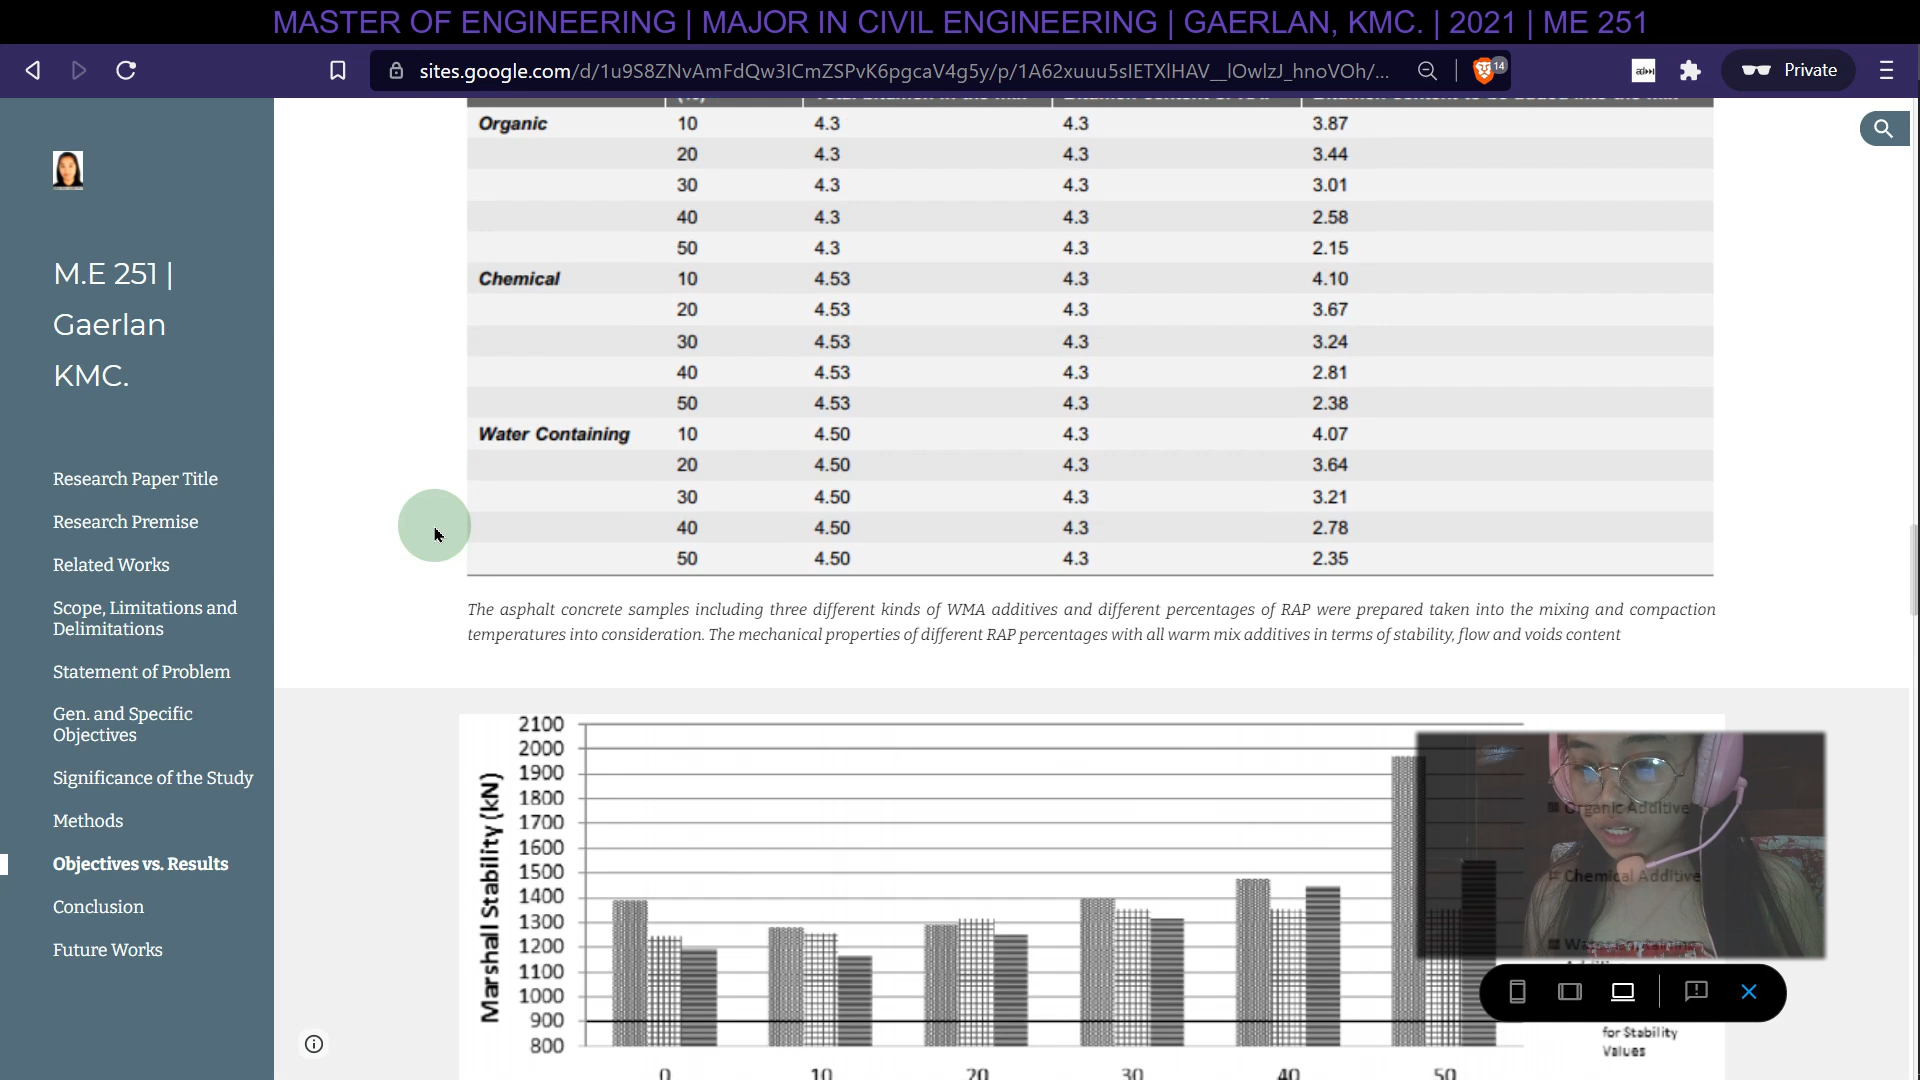 MASTER OF ENGINEERING | MAJOR IN CIVIL ENGINEERING | GAERLAN, KMC. | 2021 | ME 251
sites.google.com/d/1u9S8ZNvAmFdQw3ICmZSPvK6pgcaV4g5y/p/1A62xuuu5sIETXlHAV__lOwlzJ_hnoVOh/...
14
Private
M.E 251 |
Gaerlan
KMC.
Research Paper Title
Research Premise
Related Works
Scope, Limitations and
Delimitations
Statement of Problem
Gen. and Specific
Objectives
Significance of the Study
Methods
Objectives vs. Results
Conclusion
Future Works
Organic 10 4.3 4.3 3.87
20 4.3 4.3 3.44
30 4.3 4.3 3.01
40 4.3 4.3 2.58
50 4.3 4.3 2.15
Chemical 10 4.53 4.3 4.10
20 4.53 4.3 3.67
30 4.53 4.3 3.24
40 4.53 4.3 2.81
50 4.53 4.3 2.38
Water Containing 10 4.50 4.3 4.07
20 4.50 4.3 3.64
30 4.50 4.3 3.21
40 4.50 4.3 2.78
50 4.50 4.3 2.35
The asphalt concrete samples including three different kinds of WMA additives and different percentages of RAP were prepared taken into the mixing and compaction
temperatures into consideration. The mechanical properties of different RAP percentages with all warm mix additives in terms of stability, flow and voids content
Marshall Stability (kN)
2100
2000
1900
1800
1700
1600
1500
1400
1300
1200
1100
1000
900
800
0 10 20 30 40 50
Organic Additive
Chemical Additive
Water Containing
for Stability
Values